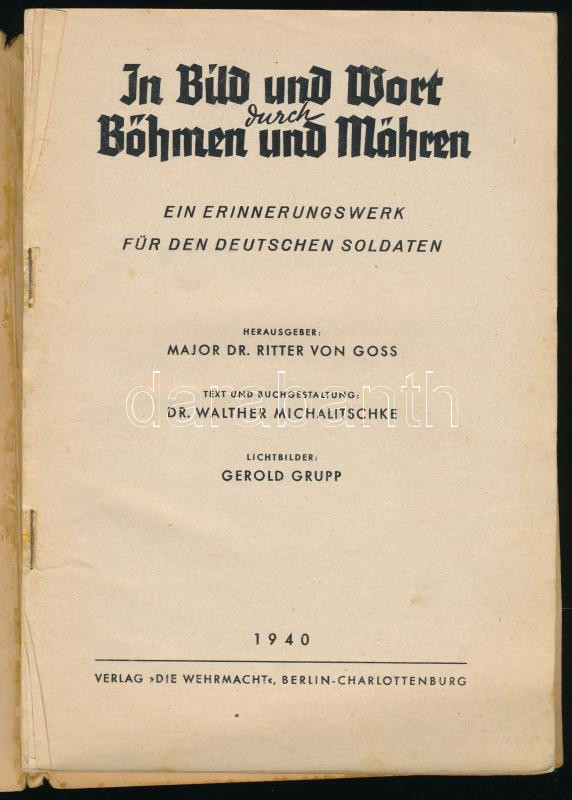 In Bild und Wort
durch
Böhmen und Mähren
EIN ERINNERUNGSWERK
FÜR DEN DEUTSCHEN SOLDATEN
HERAUSGEBER:
MAJOR DR. RITTER VON GOSS
TEXT UND BUCHGESTALTUNG:
darabanth
DR. WALTHER MICHALITSCHKE
LICHTBILDER:
GEROLD GRUPP
1940
VERLAG »DIE WEHRMACHT«, BERLIN-CHARLOTTENBURG